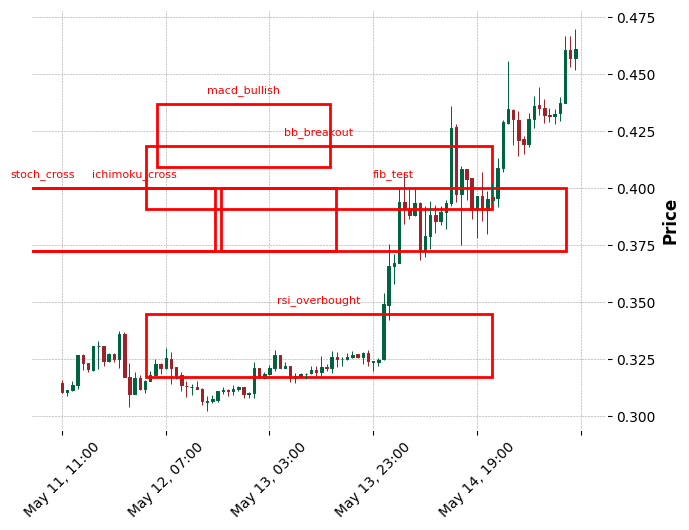 0.475
0.450
macd_bullish
0.425
bb_breakout
stoch_cross ichimoku_cross fib_test
0.400
Price
0.375
0.350
rsi_overbought
0.325
0.300
May 11, 11:00
May 12, 07:00
May 13, 03:00
May 13, 23:00
May 14, 19:00